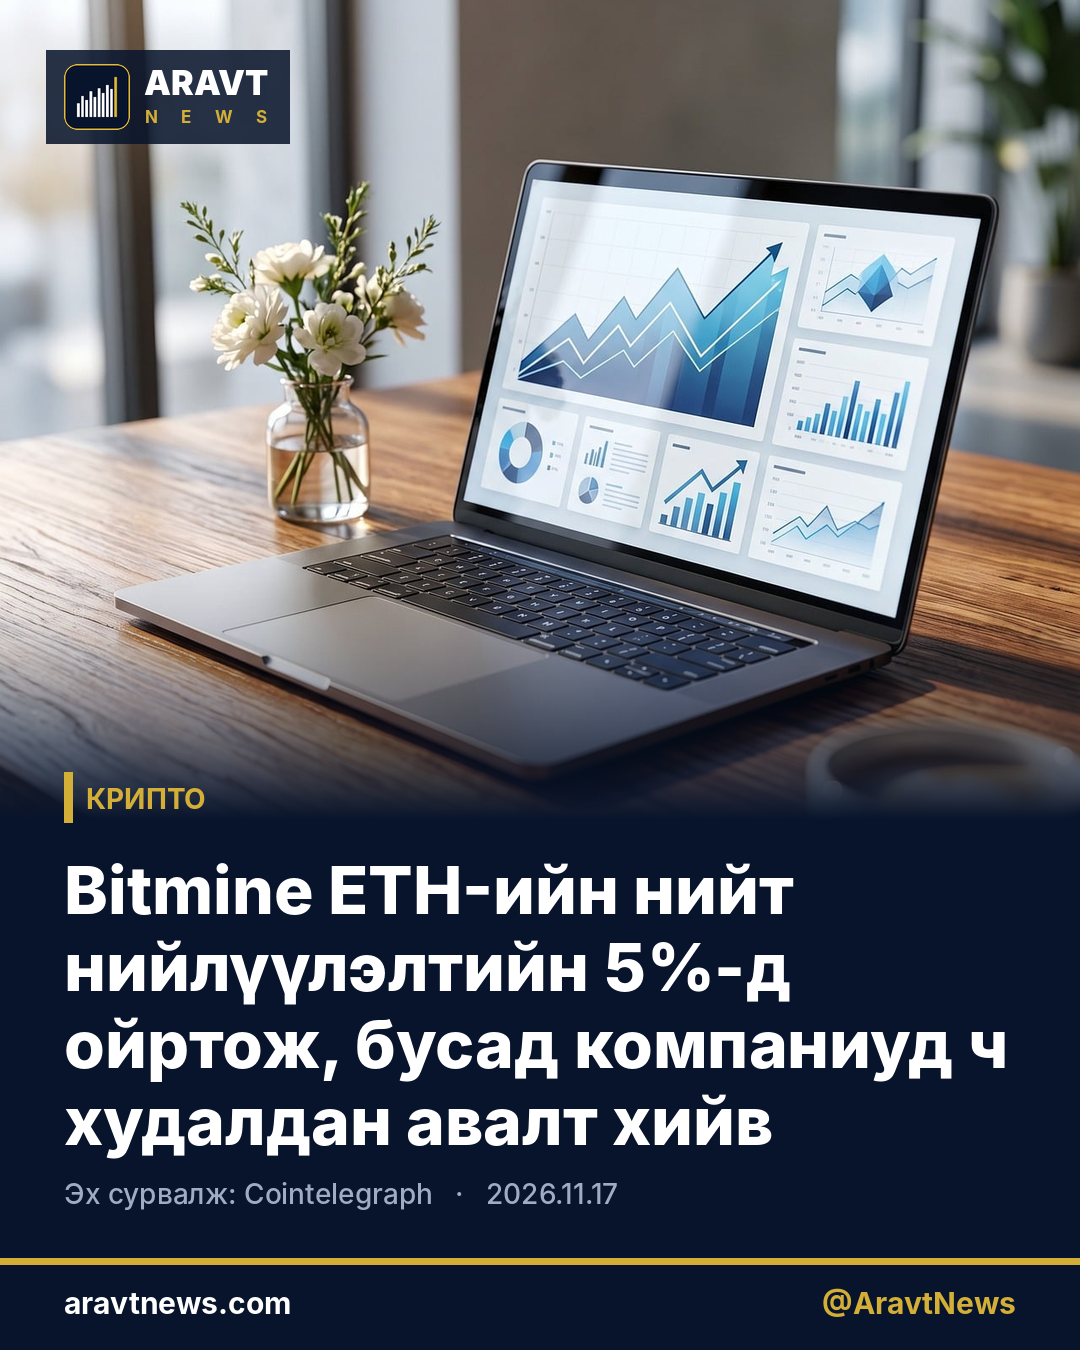 ARAVT
NEWS
КРИПТО
Bitmine ETH-ийн нийт
нийлүүлэлтийн 5%-д
ойртож, бусад компаниуд ч
худалдан авалт хийв
Эх сурвалж: Cointelegraph · 2026.11.17
aravtnews.com
@AravtNews